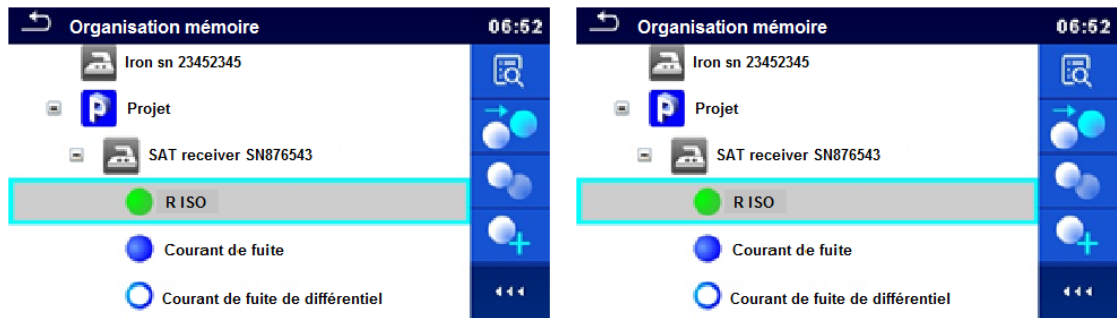 Organisation mémoire 06:52
Iron sn 23452345
Projet
SAT receiver SN876543
R ISO
Courant de fuite
Courant de fuite de différentiel
Organisation mémoire 06:52
Iron sn 23452345
Projet
SAT receiver SN876543
R ISO
Courant de fuite
Courant de fuite de différentiel